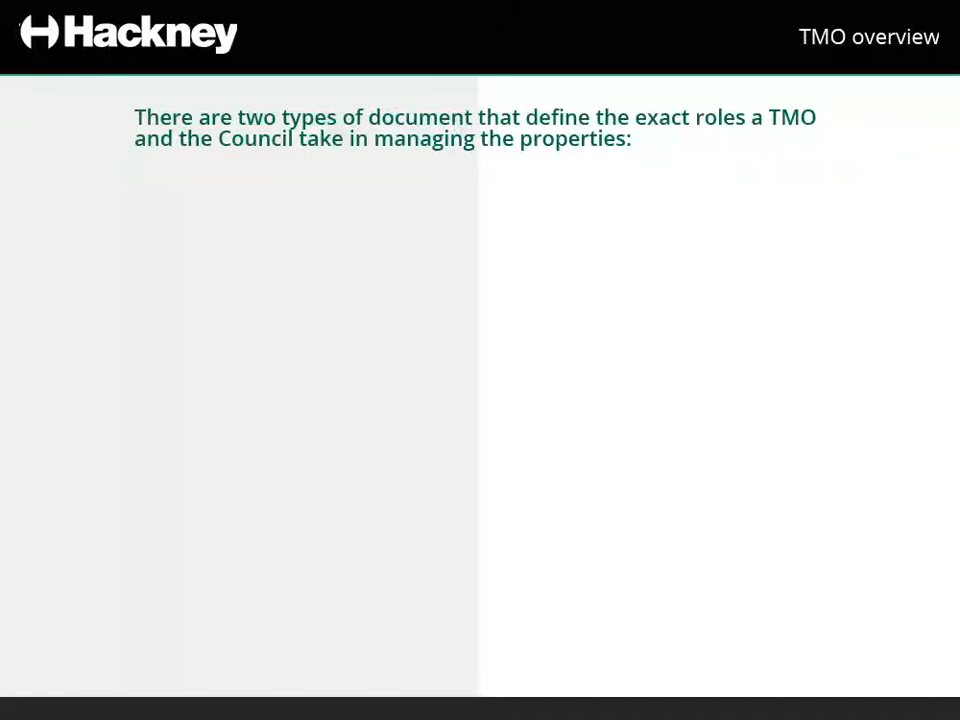 Hackney
TMO overview
There are two types of document that define the exact roles a TMO
and the Council take in managing the properties: